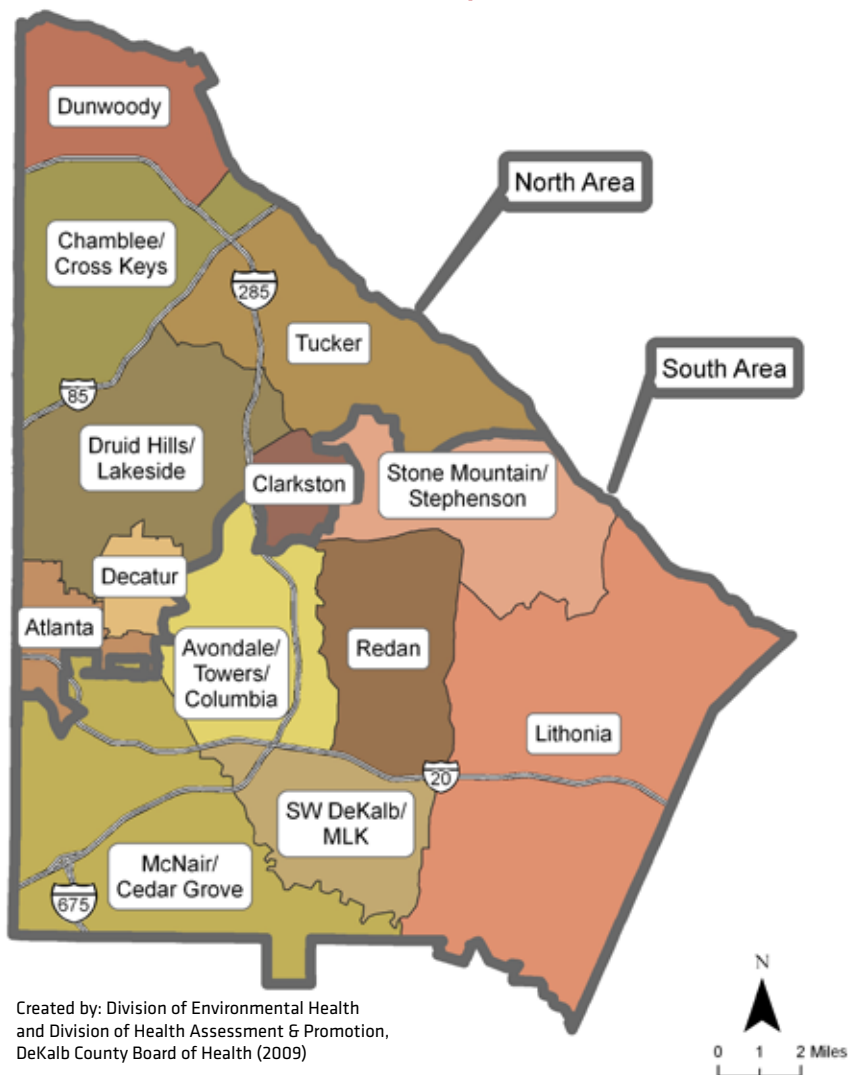 Dunwoody
North Area
Chamblee/
Cross Keys
285
Tucker
South Area
85
Druid Hills/
Lakeside
Clarkston
Stone Mountain/
Stephenson
Decatur
Atlanta
Avondale/
Towers/
Columbia
Redan
Lithonia
20
SW DeKalb/
MLK
McNair/
Cedar Grove
675
Created by: Division of Environmental Health
and Division of Health Assessment & Promotion,
DeKalb County Board of Health (2009)
N
0 1 2 Miles